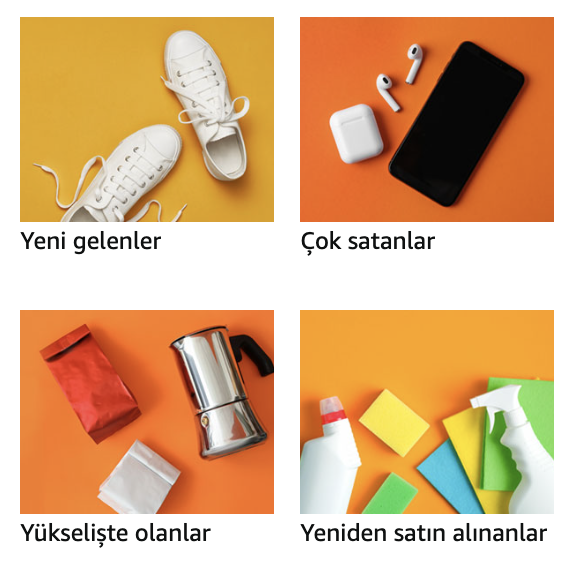 Yeni gelenler
Çok satanlar
Yükselişte olanlar
Yeniden satın alınanlar